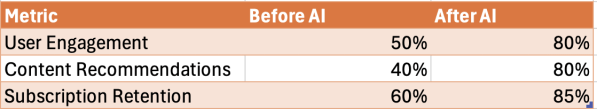 Metric Before AI After AI
User Engagement 50% 80%
Content Recommendations 40% 80%
Subscription Retention 60% 85%